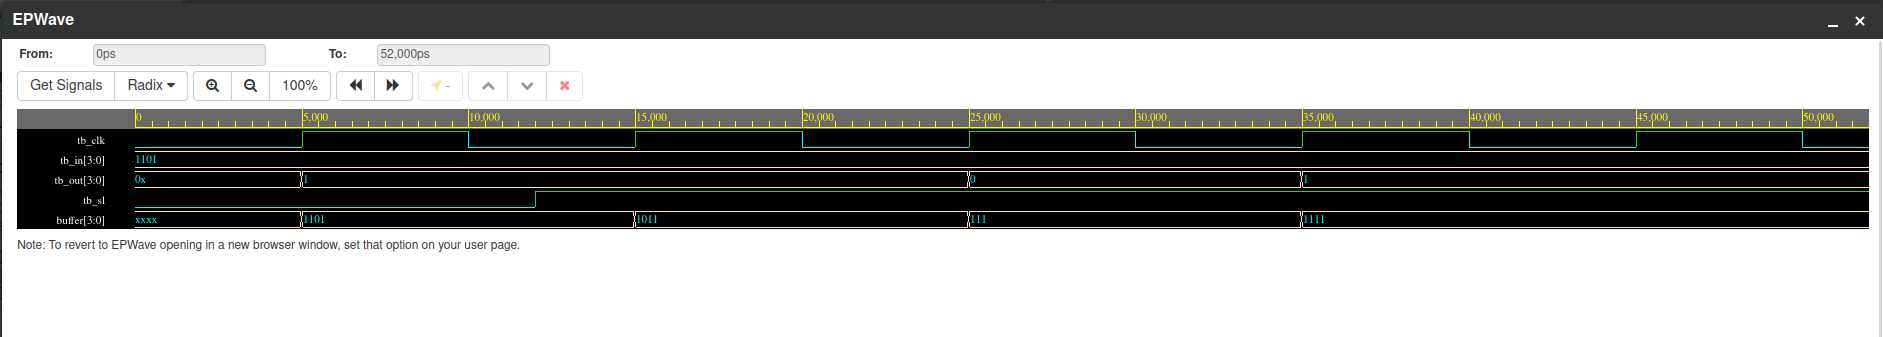 EPWave
From: 0ps To: 52,000ps
Get Signals Radix 100% -
0 5,000 10,000 15,000 20,000 25,000 30,000 35,000 40,000 45,000 50,000
tb_clk
tb_in[3:0] 1101
tb_out[3:0] 0x 1 0 1
tb_sl
buffer[3:0] xxxx 1101 1011 111 1111
Note: To revert to EPWave opening in a new browser window, set that option on your user page.